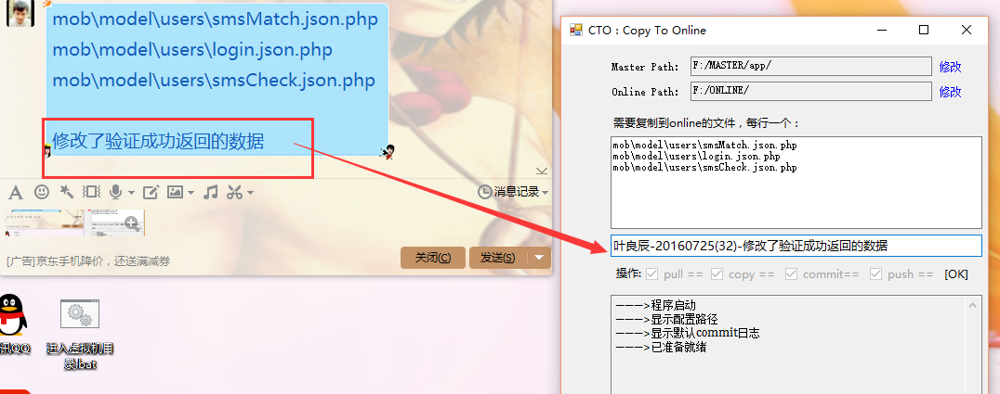 mob\model\users\smsMatch.json.php
mob\model\users\login.json.php
mob\model\users\smsCheck.json.php
修改了验证成功返回的数据
消息记录
[广告]京东手机降价，还送满减券
关闭(C)
发送(S)
讯QQ
进入虚拟机目
录.bat
CTO：Copy To Online
Master Path: F:/MASTER/app/ 修改
Online Path: F:/ONLINE/ 修改
需要复制到online的文件，每行一个：
mob\model\users\smsMatch.json.php
mob\model\users\login.json.php
mob\model\users\smsCheck.json.php
叶良辰-20160725(32)-修改了验证成功返回的数据
操作: pull == copy == commit== push == [OK]
———>程序启动
———>显示配置路径
———>显示默认commit日志
———>已准备就绪